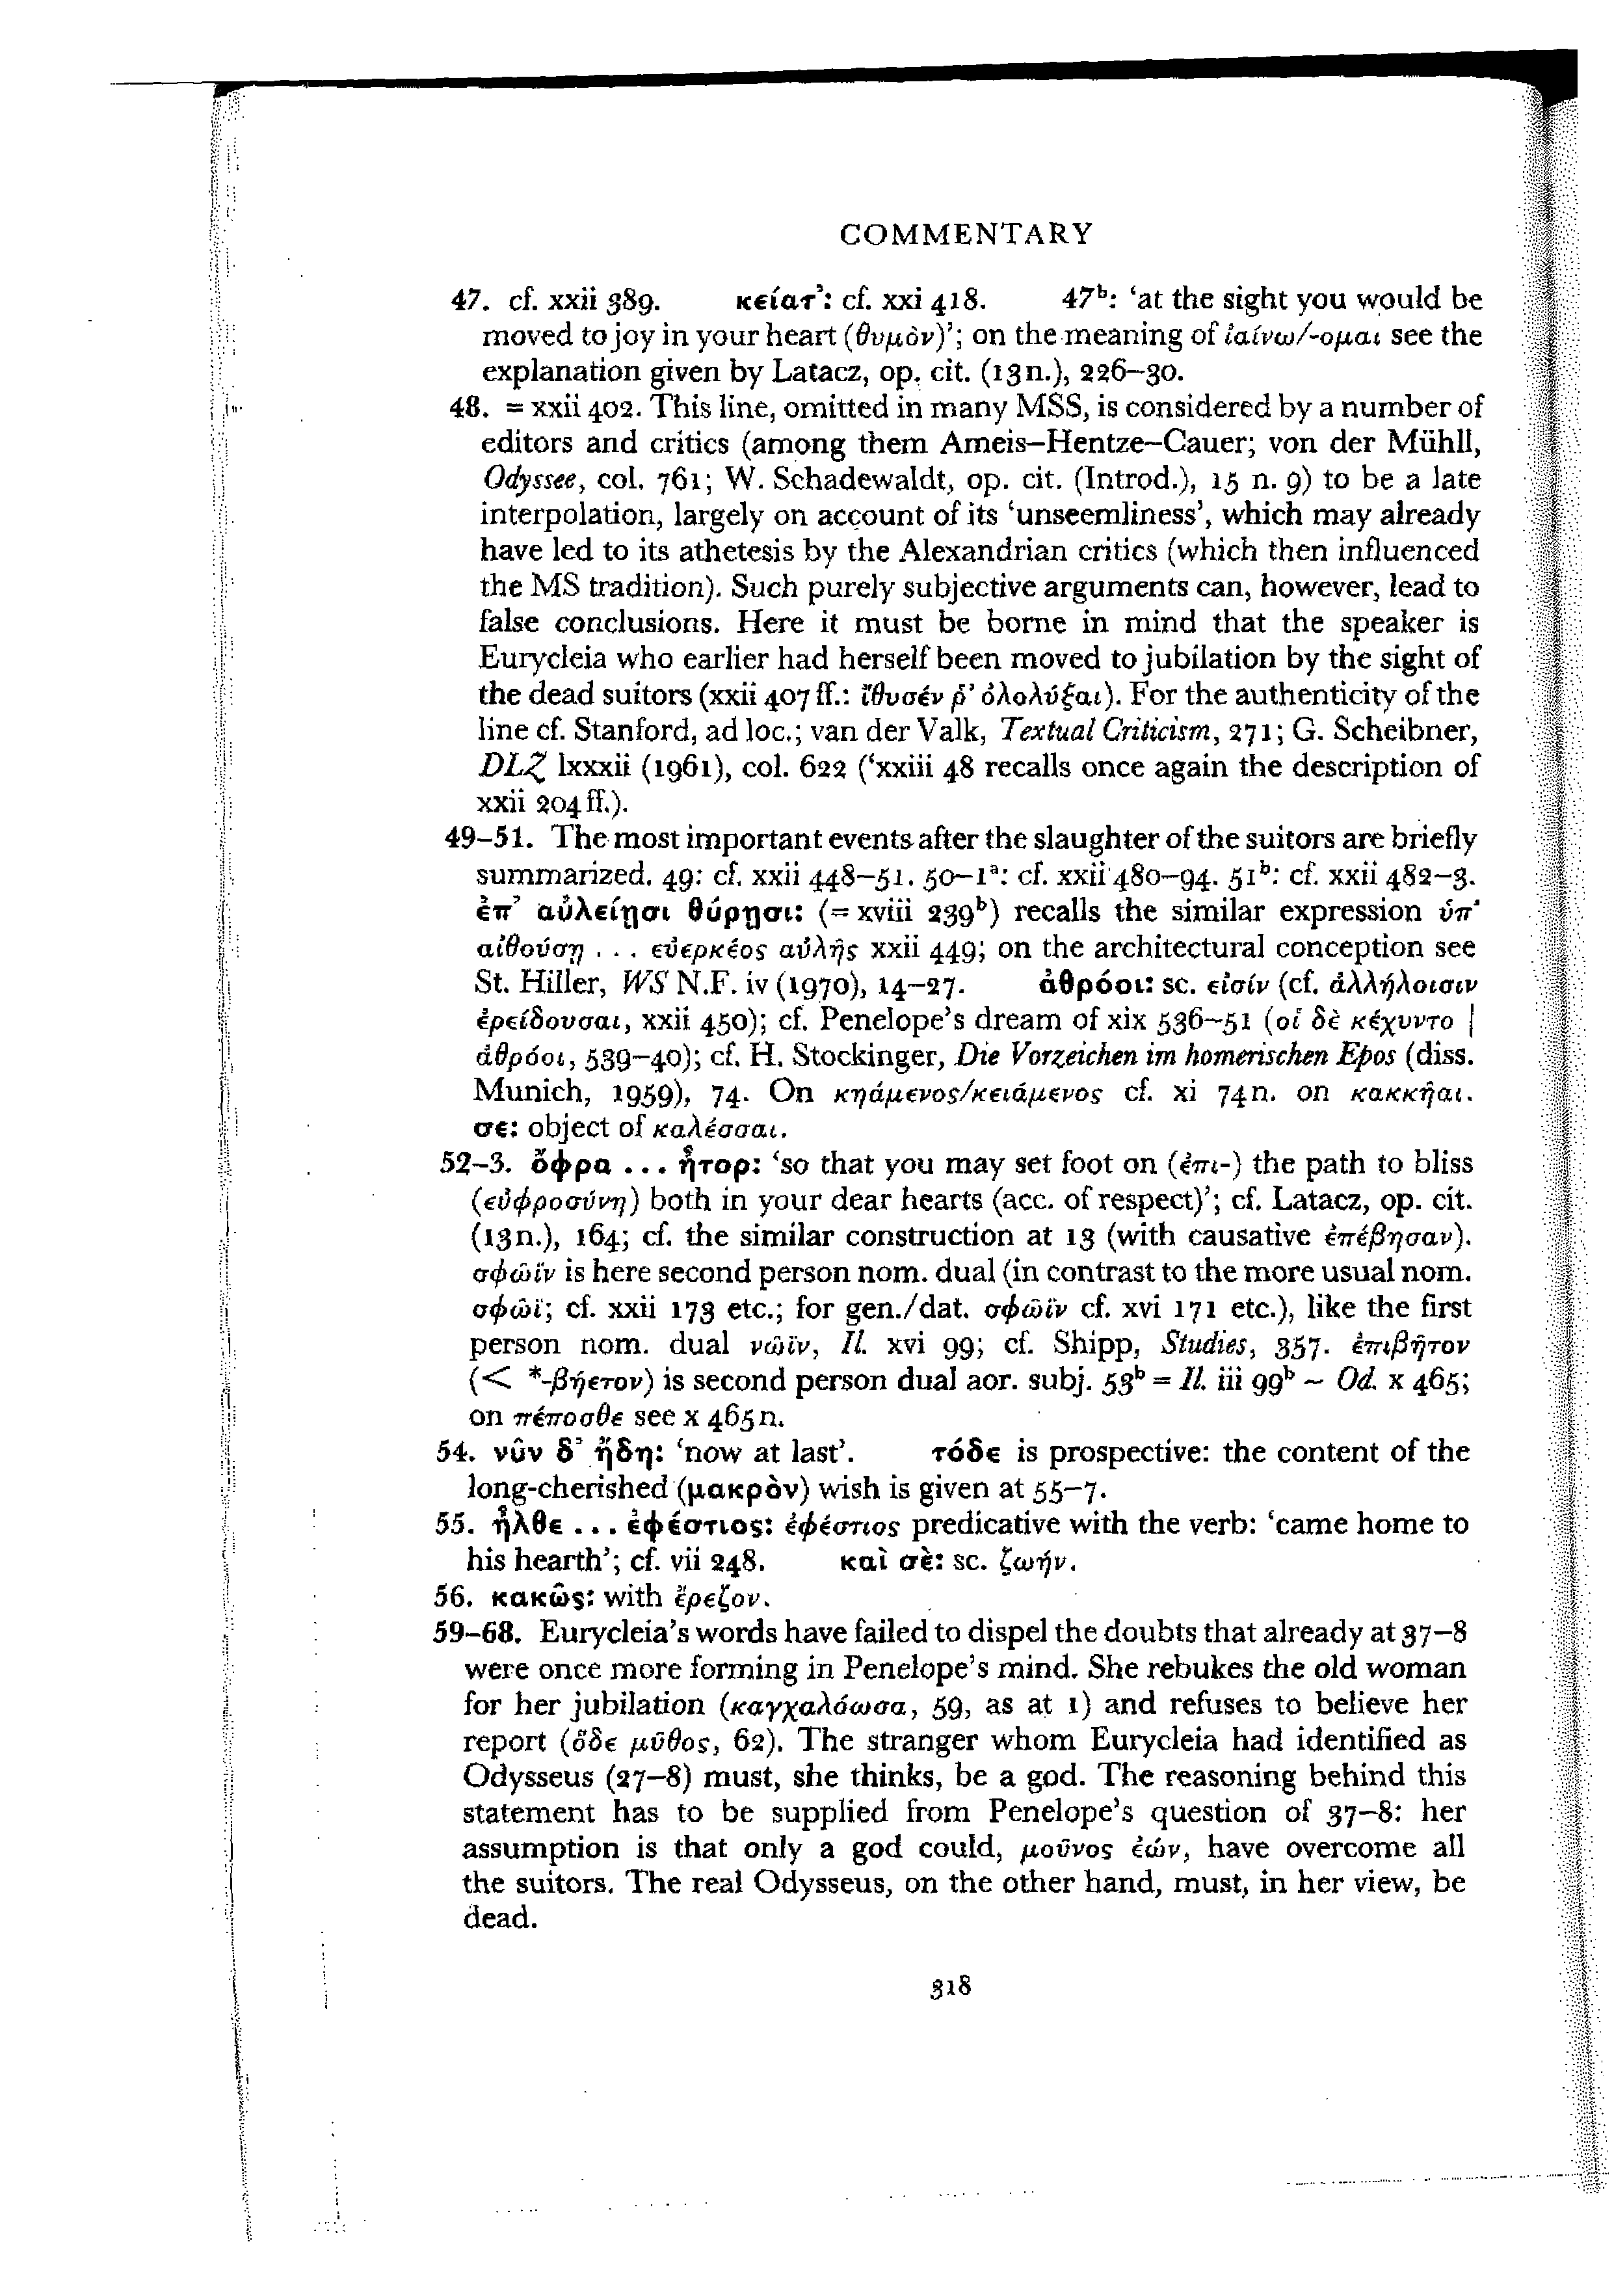 COMMENTARY
47. cf. xxii 389. κείατ’: cf. xxi 418. 47ᵇ: ‘at the sight you would be
moved to joy in your heart (θυμὸν)’; on the meaning of ἰαίνω/-ομαι see the
explanation given by Latacz, op. cit. (13n.), 226–30.
48. = xxii 402. This line, omitted in many MSS, is considered by a number of
editors and critics (among them Ameis–Hentze–Cauer; von der Mühll,
Odyssee, col. 761; W. Schadewaldt, op. cit. (Introd.), 15 n. 9) to be a late
interpolation, largely on account of its ‘unseemliness’, which may already
have led to its athetesis by the Alexandrian critics (which then influenced
the MS tradition). Such purely subjective arguments can, however, lead to
false conclusions. Here it must be borne in mind that the speaker is
Eurycleia who earlier had herself been moved to jubilation by the sight of
the dead suitors (xxii 407 ff.: ἴθυσέν ῥ’ ὀλολύξαι). For the authenticity of the
line cf. Stanford, ad loc.; van der Valk, Textual Criticism, 271; G. Scheibner,
DLZ lxxxii (1961), col. 622 (‘xxiii 48 recalls once again the description of
xxii 204 ff.).
49–51. The most important events after the slaughter of the suitors are briefly
summarized. 49: cf. xxii 448–51. 50–1ᵃ: cf. xxii 480–94. 51ᵇ: cf. xxii 482–3.
ἐπ’ αὐλείῃσι θύρῃσι: (= xviii 239ᵇ) recalls the similar expression ὑπ’
αἰθούσῃ . . . εὐερκέος αὐλῆς xxii 449; on the architectural conception see
St. Hiller, WS N.F. iv (1970), 14–27. ἀθρόοι: sc. εἰσίν (cf. ἀλλήλοισιν
ἐρείδουσαι, xxii 450); cf. Penelope’s dream of xix 536–51 (οἱ δὲ κέχυντο |
ἀθρόοι, 539–40); cf. H. Stockinger, Die Vorzeichen im homerischen Epos (diss.
Munich, 1959), 74. On κηάμενος/κειάμενος cf. xi 74n. on κακκῆαι.
σε: object of καλέσσαι.
52–3. ὄφρα . . . ἦτορ: ‘so that you may set foot on (ἐπι-) the path to bliss
(εὐφροσύνη) both in your dear hearts (acc. of respect)’; cf. Latacz, op. cit.
(13n.), 164; cf. the similar construction at 13 (with causative ἐπέβησαν).
σφῶϊν is here second person nom. dual (in contrast to the more usual nom.
σφῶϊ; cf. xxii 173 etc.; for gen./dat. σφῶϊν cf. xvi 171 etc.), like the first
person nom. dual νῶϊν, Il. xvi 99; cf. Shipp, Studies, 357. ἐπιβῆτον
(< *-βήετον) is second person dual aor. subj. 53ᵇ = Il. iii 99ᵇ ~ Od. x 465;
on πέποσθε see x 465n.
54. νῦν δ’ ἤδη: ‘now at last’. τόδε is prospective: the content of the
long-cherished (μακρὸν) wish is given at 55–7.
55. ἦλθε . . . ἐφέστιος: ἐφέστιος predicative with the verb: ‘came home to
his hearth’; cf. vii 248. καὶ σὲ: sc. ζωήν.
56. κακῶς: with ἔρεζον.
59–68. Eurycleia’s words have failed to dispel the doubts that already at 37–8
were once more forming in Penelope’s mind. She rebukes the old woman
for her jubilation (καγχαλόωσα, 59, as at 1) and refuses to believe her
report (ὅδε μῦθος, 62). The stranger whom Eurycleia had identified as
Odysseus (27–8) must, she thinks, be a god. The reasoning behind this
statement has to be supplied from Penelope’s question of 37–8: her
assumption is that only a god could, μοῦνος ἐών, have overcome all
the suitors. The real Odysseus, on the other hand, must, in her view, be
dead.
318